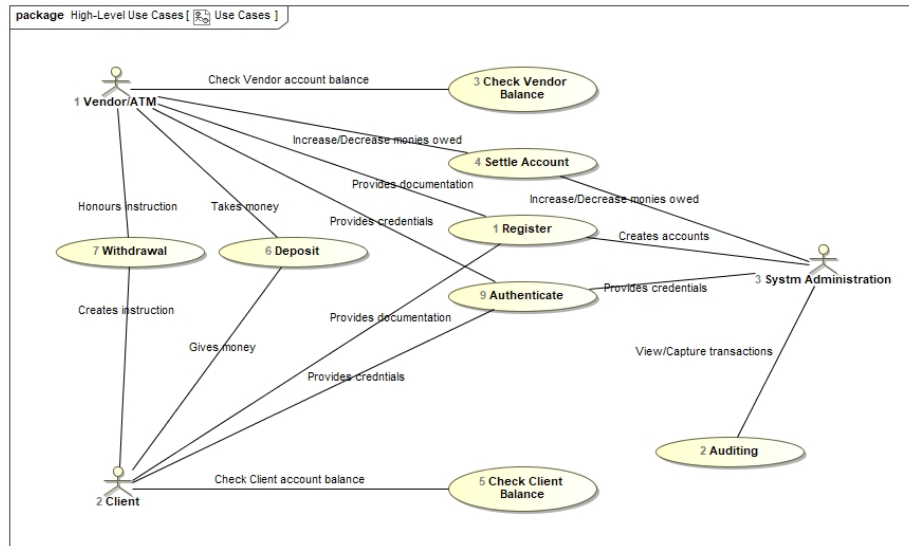 package High-Level Use Cases [ Use Cases ]
Check Vendor account balance
3 Check Vendor
Balance
1 Vendor/ATM
Increase/Decrease monies owed
4 Settle Account
Provides documentation
Increase/Decrease monies owed
Honours instruction
Takes money
Provides credentials
1 Register
Creates accounts
7 Withdrawal
6 Deposit
3 Systm Administration
9 Authenticate
Provides credentials
Creates instruction
Provides documentation
Gives money
View/Capture transactions
Provides credntials
2 Auditing
Check Client account balance
5 Check Client
Balance
2 Client